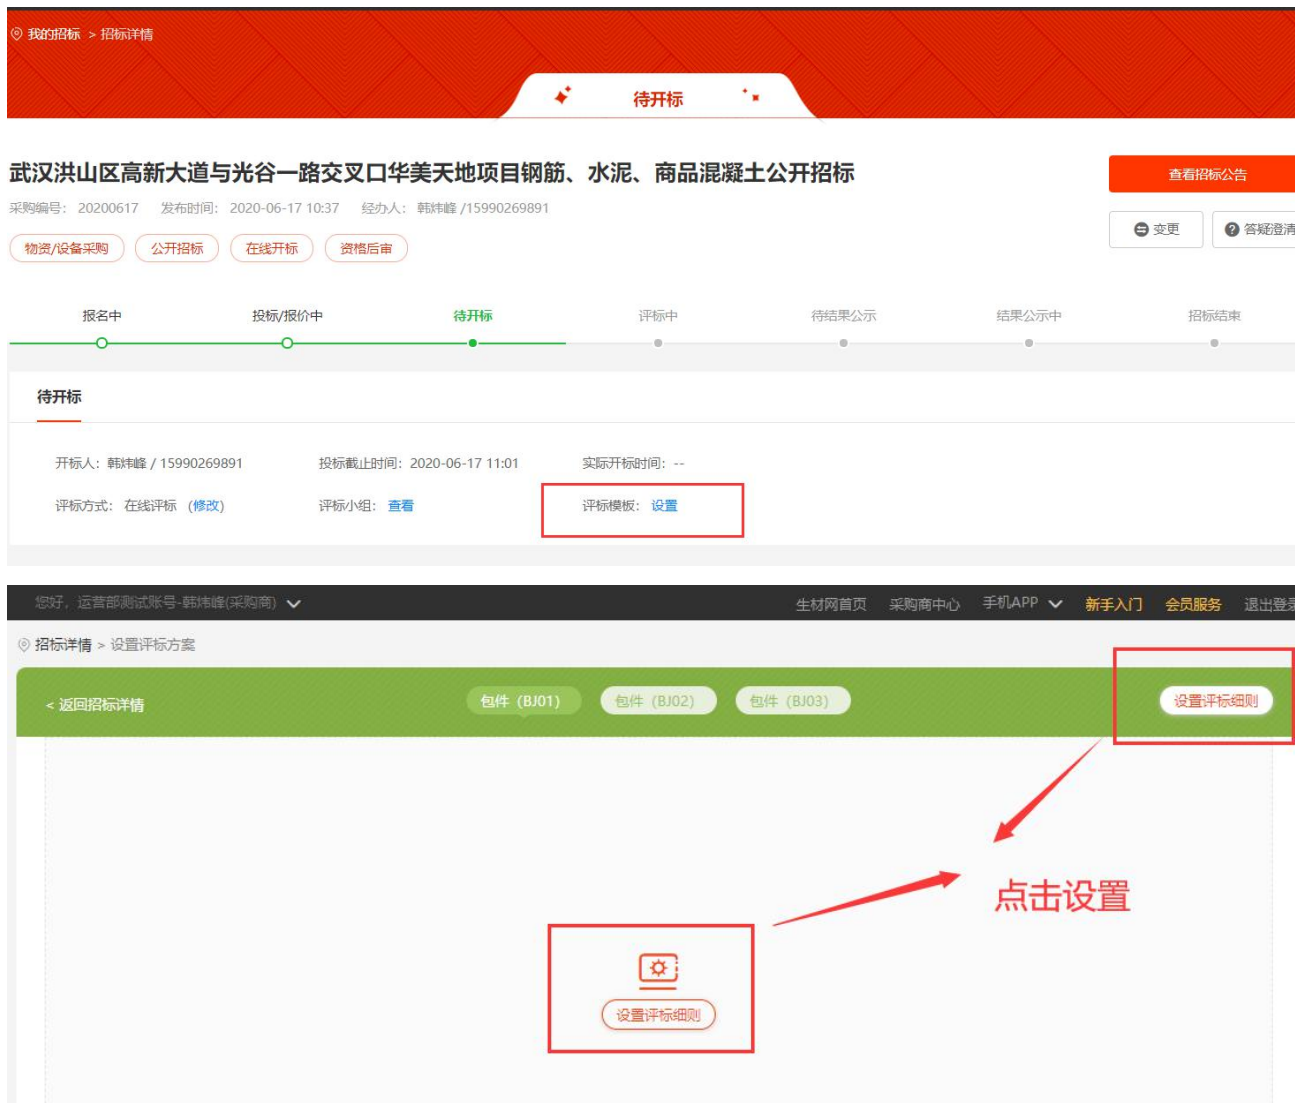 我的招标 > 招标详情
待开标
武汉洪山区高新大道与光谷一路交叉口华美天地项目钢筋、水泥、商品混凝土公开招标
查看招标公告
采购编号： 20200617 发布时间： 2020-06-17 10:37 经办人： 韩炜峰 /15990269891
变更 答疑澄清
物资/设备采购 公开招标 在线开标 资格后审
报名中 投标/报价中 待开标 评标中 待结果公示 结果公示中 招标结束
待开标
开标人：韩炜峰 / 15990269891 投标截止时间：2020-06-17 11:01 实际开标时间：--
评标方式： 在线评标 （修改） 评标小组： 查看 评标模板： 设置
您好，运营部测试账号-韩炜峰(采购商) 生材网首页 采购商中心 手机APP 新手入门 会员服务 退出登录
招标详情 > 设置评标方案
< 返回招标详情 包件（BJ01） 包件（BJ02） 包件（BJ03） 设置评标细则
点击设置
设置评标细则